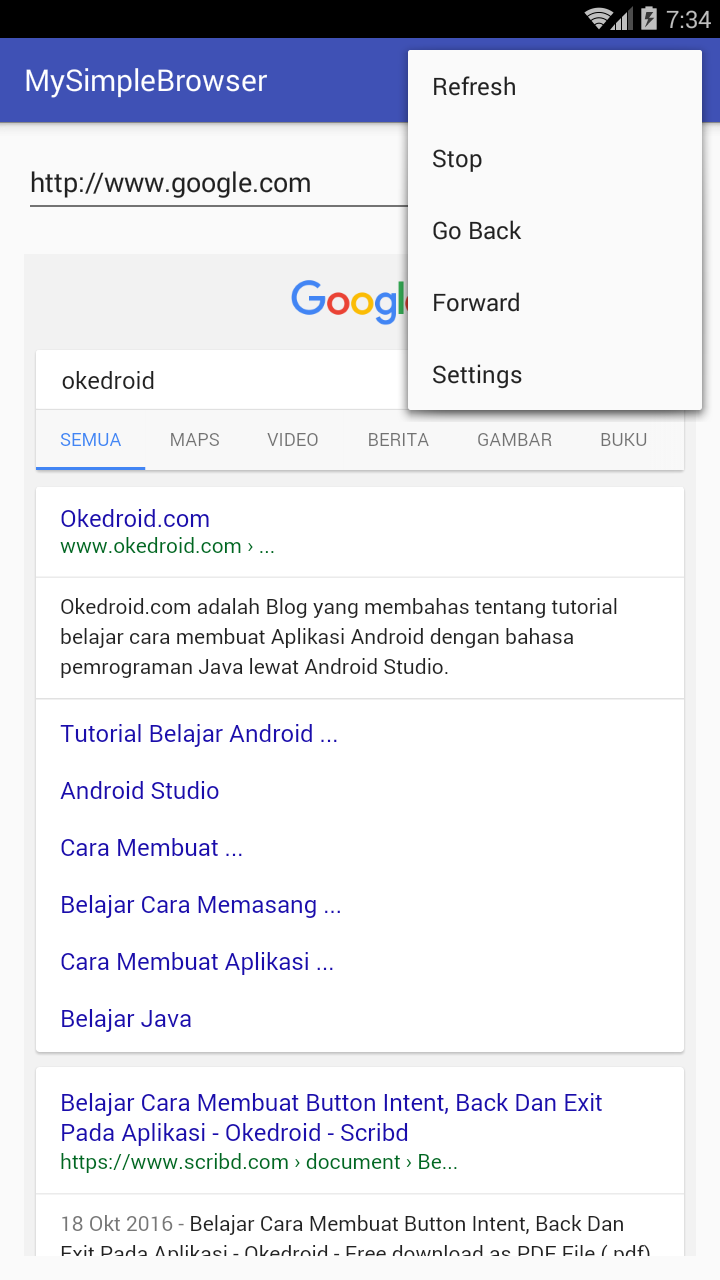 7:34
MySimpleBrowser
Refresh
Stop
Go Back
Forward
Settings
http://www.google.com
Googl
okedroid
SEMUA MAPS VIDEO BERITA GAMBAR BUKU
Okedroid.com
www.okedroid.com › ...
Okedroid.com adalah Blog yang membahas tentang tutorial
belajar cara membuat Aplikasi Android dengan bahasa
pemrograman Java lewat Android Studio.
Tutorial Belajar Android ...
Android Studio
Cara Membuat ...
Belajar Cara Memasang ...
Cara Membuat Aplikasi ...
Belajar Java
Belajar Cara Membuat Button Intent, Back Dan Exit
Pada Aplikasi - Okedroid - Scribd
https://www.scribd.com › document › Be...
18 Okt 2016 - Belajar Cara Membuat Button Intent, Back Dan
Exit Pada Aplikasi - Okedroid - Free download as PDF File (.pdf)